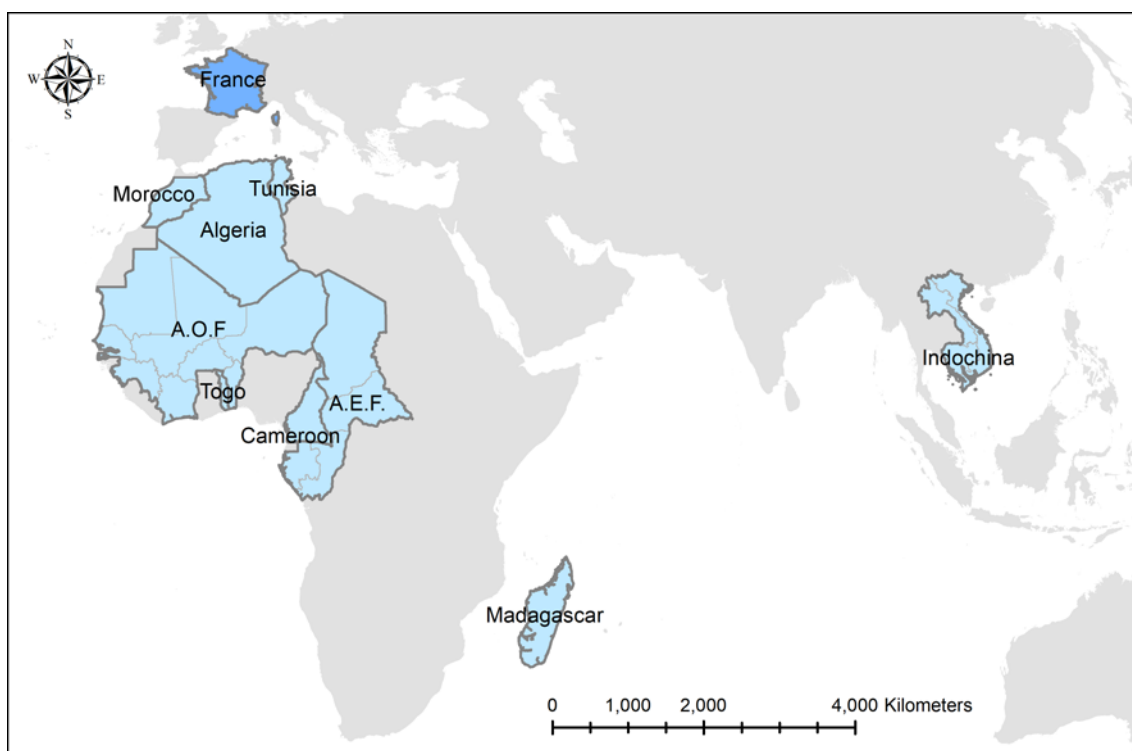 N
W E
S
France
Morocco
Tunisia
Algeria
A.O.F
Togo
A.E.F.
Cameroon
Indochina
Madagascar
0 1,000 2,000 4,000 Kilometers